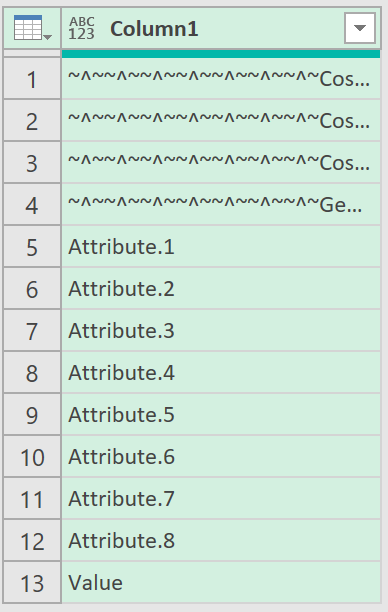 ABC
123 Column1
1 ~^~~^~~^~~^~~^~~^~~^~Cos...
2 ~^~~^~~^~~^~~^~~^~~^~Cos...
3 ~^~~^~~^~~^~~^~~^~~^~Cos...
4 ~^~~^~~^~~^~~^~~^~~^~Ge...
5 Attribute.1
6 Attribute.2
7 Attribute.3
8 Attribute.4
9 Attribute.5
10 Attribute.6
11 Attribute.7
12 Attribute.8
13 Value